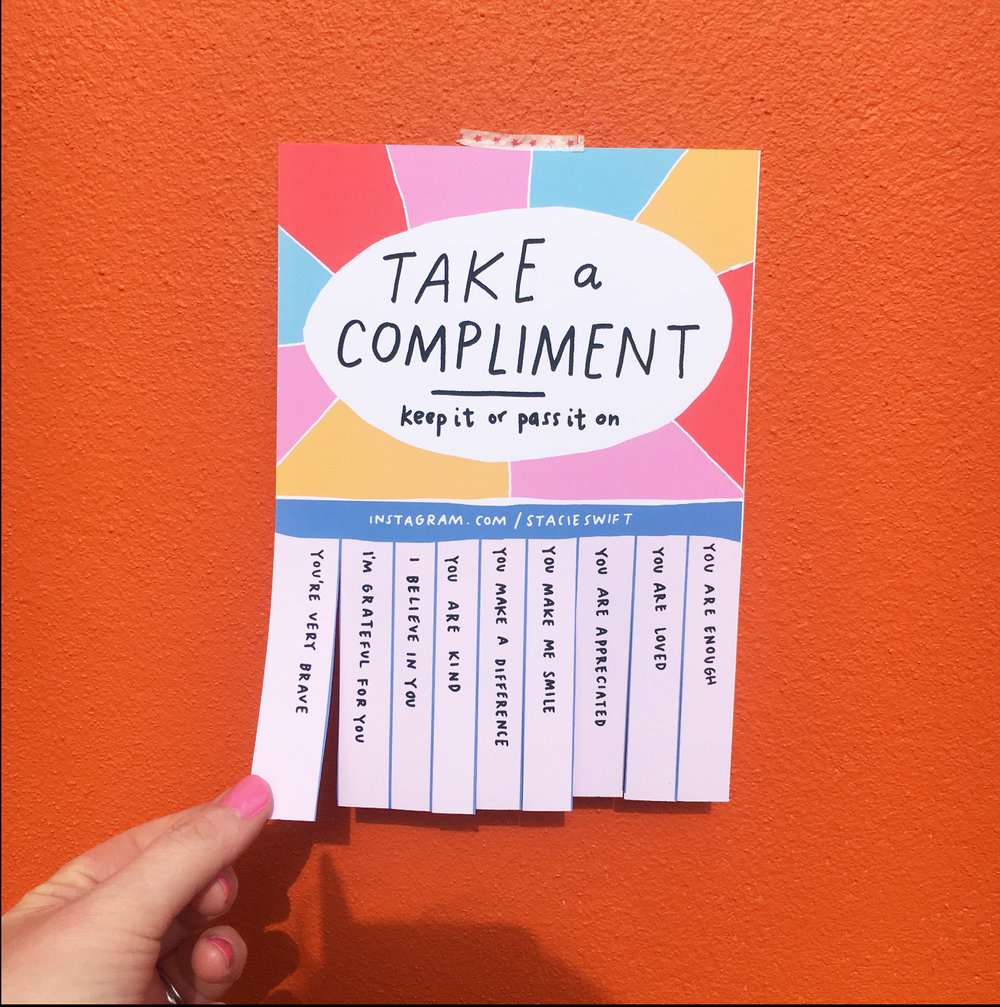 TAKE a
COMPLIMENT
keep it or pass it on
INSTAGRAM.COM/STACIESWIFT
YOU'RE VERY BRAVE
I'M GRATEFUL FOR YOU
I BELIEVE IN YOU
YOU ARE KIND
YOU MAKE A DIFFERENCE
YOU MAKE ME SMILE
YOU ARE APPRECIATED
YOU ARE LOVED
YOU ARE ENOUGH